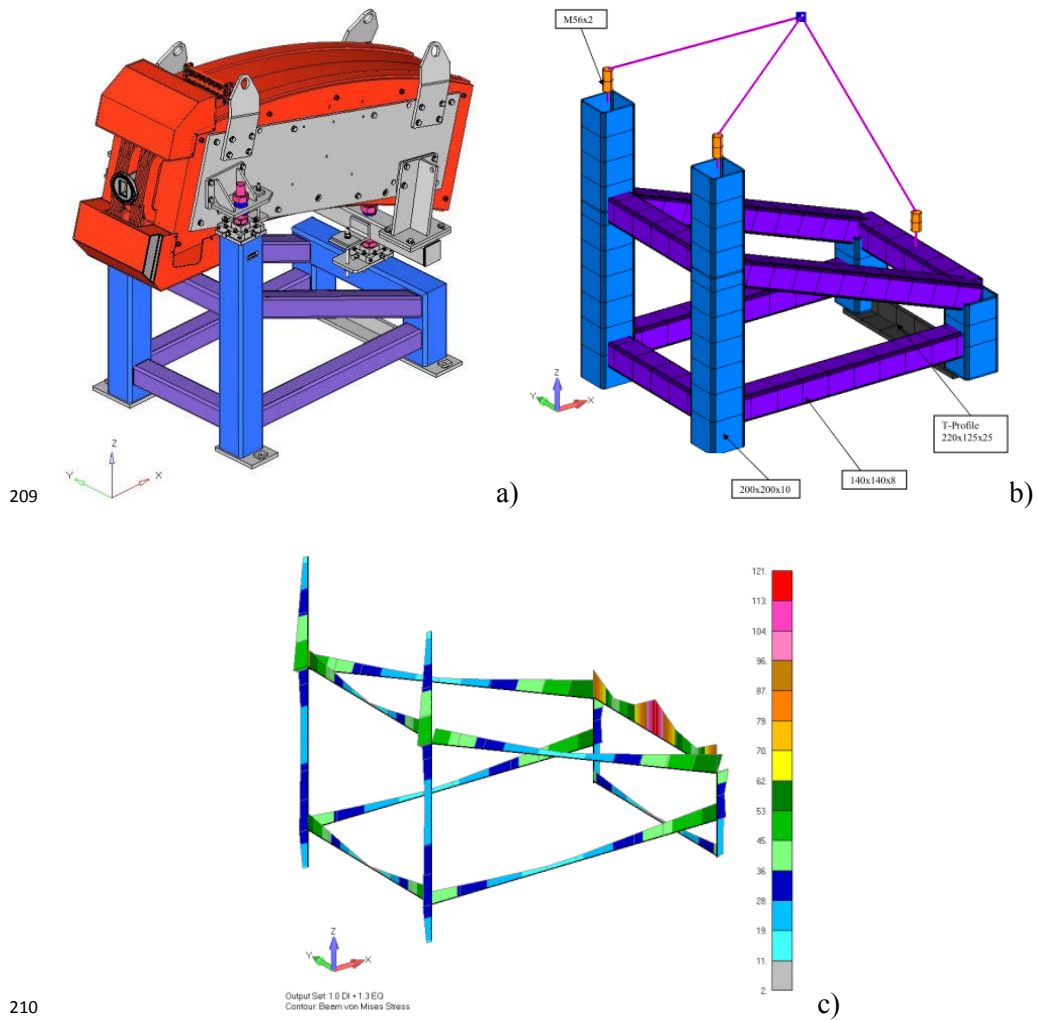 M56x2
Z
Y
X
209
a)
Z
Y
X
T-Profile
220x125x25
140x140x8
200x200x10
b)
121.
113.
104.
96.
87.
79.
70.
62.
53.
45.
36.
28.
19.
11.
2.
Z
Y
X
Output Set: 1.0 DI + 1.3 EQ
Contour: Beam von Mises Stress
210
c)